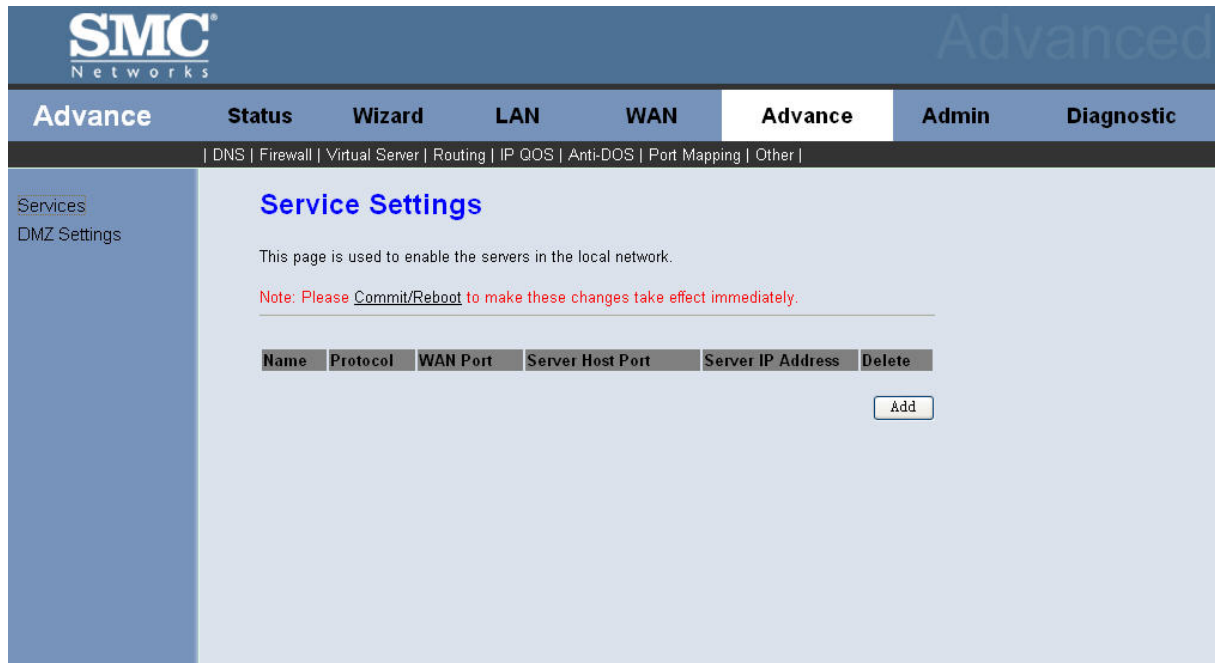 SMC®
Networks
Advanced
Advance Status Wizard LAN WAN Advance Admin Diagnostic
| DNS | Firewall | Virtual Server | Routing | IP QOS | Anti-DOS | Port Mapping | Other |
Services
DMZ Settings
Service Settings
This page is used to enable the servers in the local network.
Note: Please Commit/Reboot to make these changes take effect immediately.
Name Protocol WAN Port Server Host Port Server IP Address Delete
Add